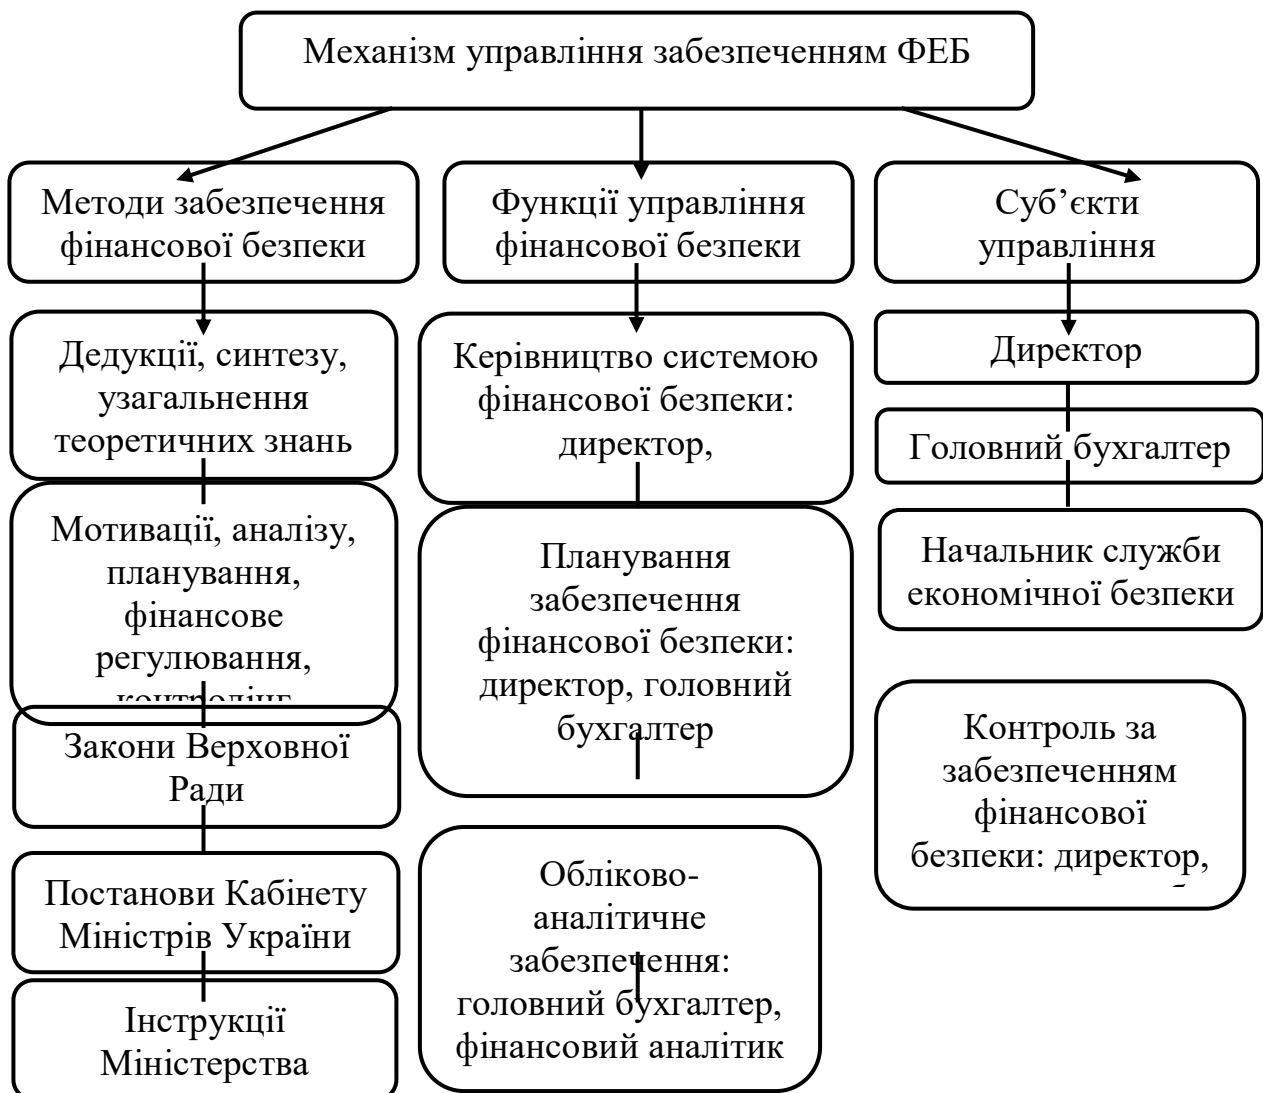 Механізм управління забезпеченням ФЕБ
Методи забезпечення
фінансової безпеки
Функції управління
фінансової безпеки
Суб’єкти
управління
Дедукції, синтезу,
узагальнення
теоретичних знань
Мотивації, аналізу,
планування,
фінансове
регулювання,
контролінг
Закони Верховної
Ради
Постанови Кабінету
Міністрів України
Інструкції
Міністерства
Керівництво системою
фінансової безпеки:
директор,
Планування
забезпечення
фінансової безпеки:
директор, головний
бухгалтер
Обліково-
аналітичне
забезпечення:
головний бухгалтер,
фінансовий аналітик
Директор
Головний бухгалтер
Начальник служби
економічної безпеки
Контроль за
забезпеченням
фінансової
безпеки: директор,